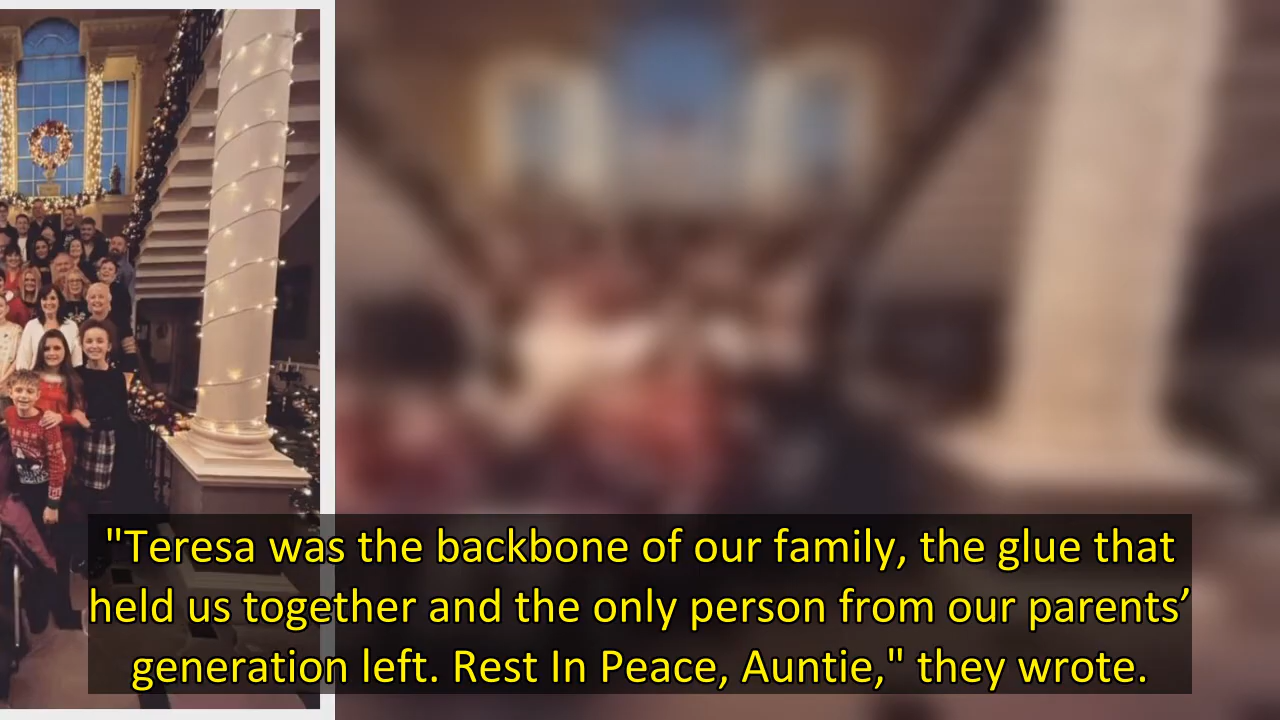 "Teresa was the backbone of our family, the glue that
held us together and the only person from our parents’
generation left. Rest In Peace, Auntie," they wrote.